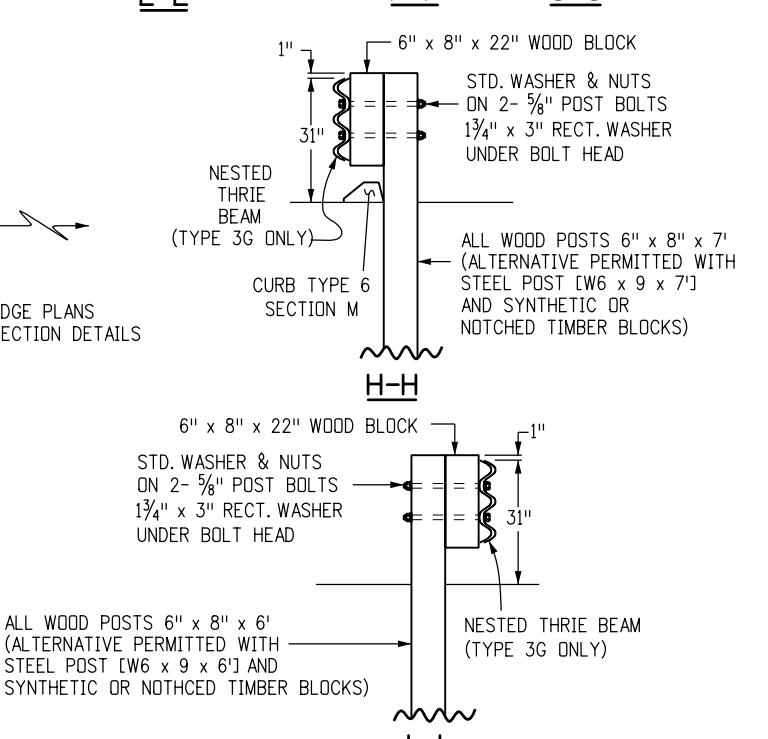 1"
6" x 8" x 22" WOOD BLOCK
STD. WASHER & NUTS
ON 2- 5/8" POST BOLTS
1 3/4" x 3" RECT. WASHER
UNDER BOLT HEAD
31"
NESTED
THRIE
BEAM
(TYPE 3G ONLY)
CURB TYPE 6
SECTION M
ALL WOOD POSTS 6" x 8" x 7'
(ALTERNATIVE PERMITTED WITH
STEEL POST [W6 x 9 x 7']
AND SYNTHETIC OR
NOTCHED TIMBER BLOCKS)
DGE PLANS
ECTION DETAILS
H-H
6" x 8" x 22" WOOD BLOCK
1"
STD. WASHER & NUTS
ON 2- 5/8" POST BOLTS
1 3/4" x 3" RECT. WASHER
UNDER BOLT HEAD
31"
ALL WOOD POSTS 6" x 8" x 6'
(ALTERNATIVE PERMITTED WITH
STEEL POST [W6 x 9 x 6'] AND
SYNTHETIC OR NOTHCED TIMBER BLOCKS)
NESTED THRIE BEAM
(TYPE 3G ONLY)